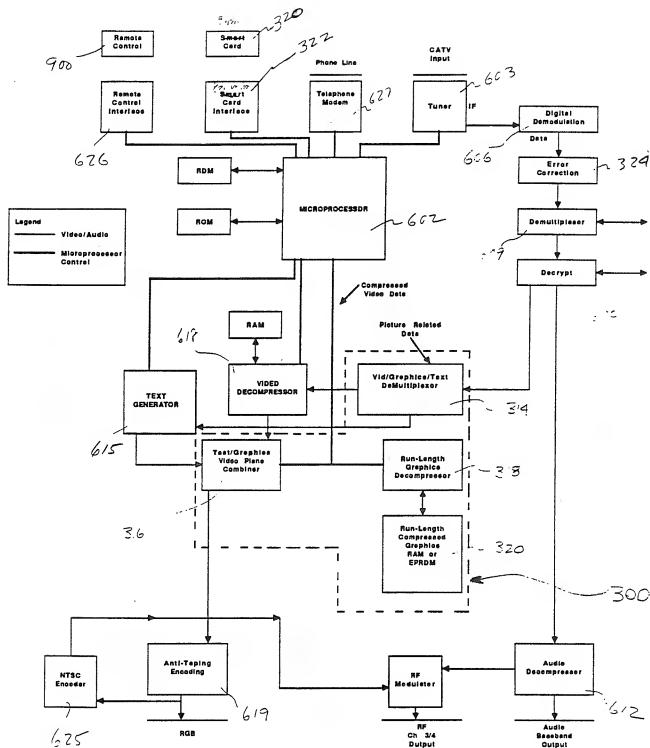 Remote
Control
900
Smart
Card
320
322
Phone Line
CATV
Input
603
Remote
Control
Interface
626
Smart
Card
Interface
Telephone
Modem
627
Tuner
IF
Digital
Demodulation
606
Data
Error
Correction
324
RDM
ROM
MICROPROCESSDR
602
Demultiplexer
Decrypt
Legend
Video/Audio
Microprocessor
Control
Compressed
Video Data
RAM
618
VIDED
DECOMPRESSOR
Picture Related
Data
Vid/Graphics/Text
DeMultiplexor
314
TEXT
GENERATOR
615
Text/Graphics
Video Plane
Combiner
316
Run-Length
Graphics
Decompressor
318
Run-Length
Compressed
Graphics
RAM or
EPRDM
320
300
NTSC
Encoder
625
Anti-Taping
Encoding
619
RGB
RF
Modulator
RF
Ch 3/4
Dutput
Audio
Decompressor
612
Audio
Baseband
Output